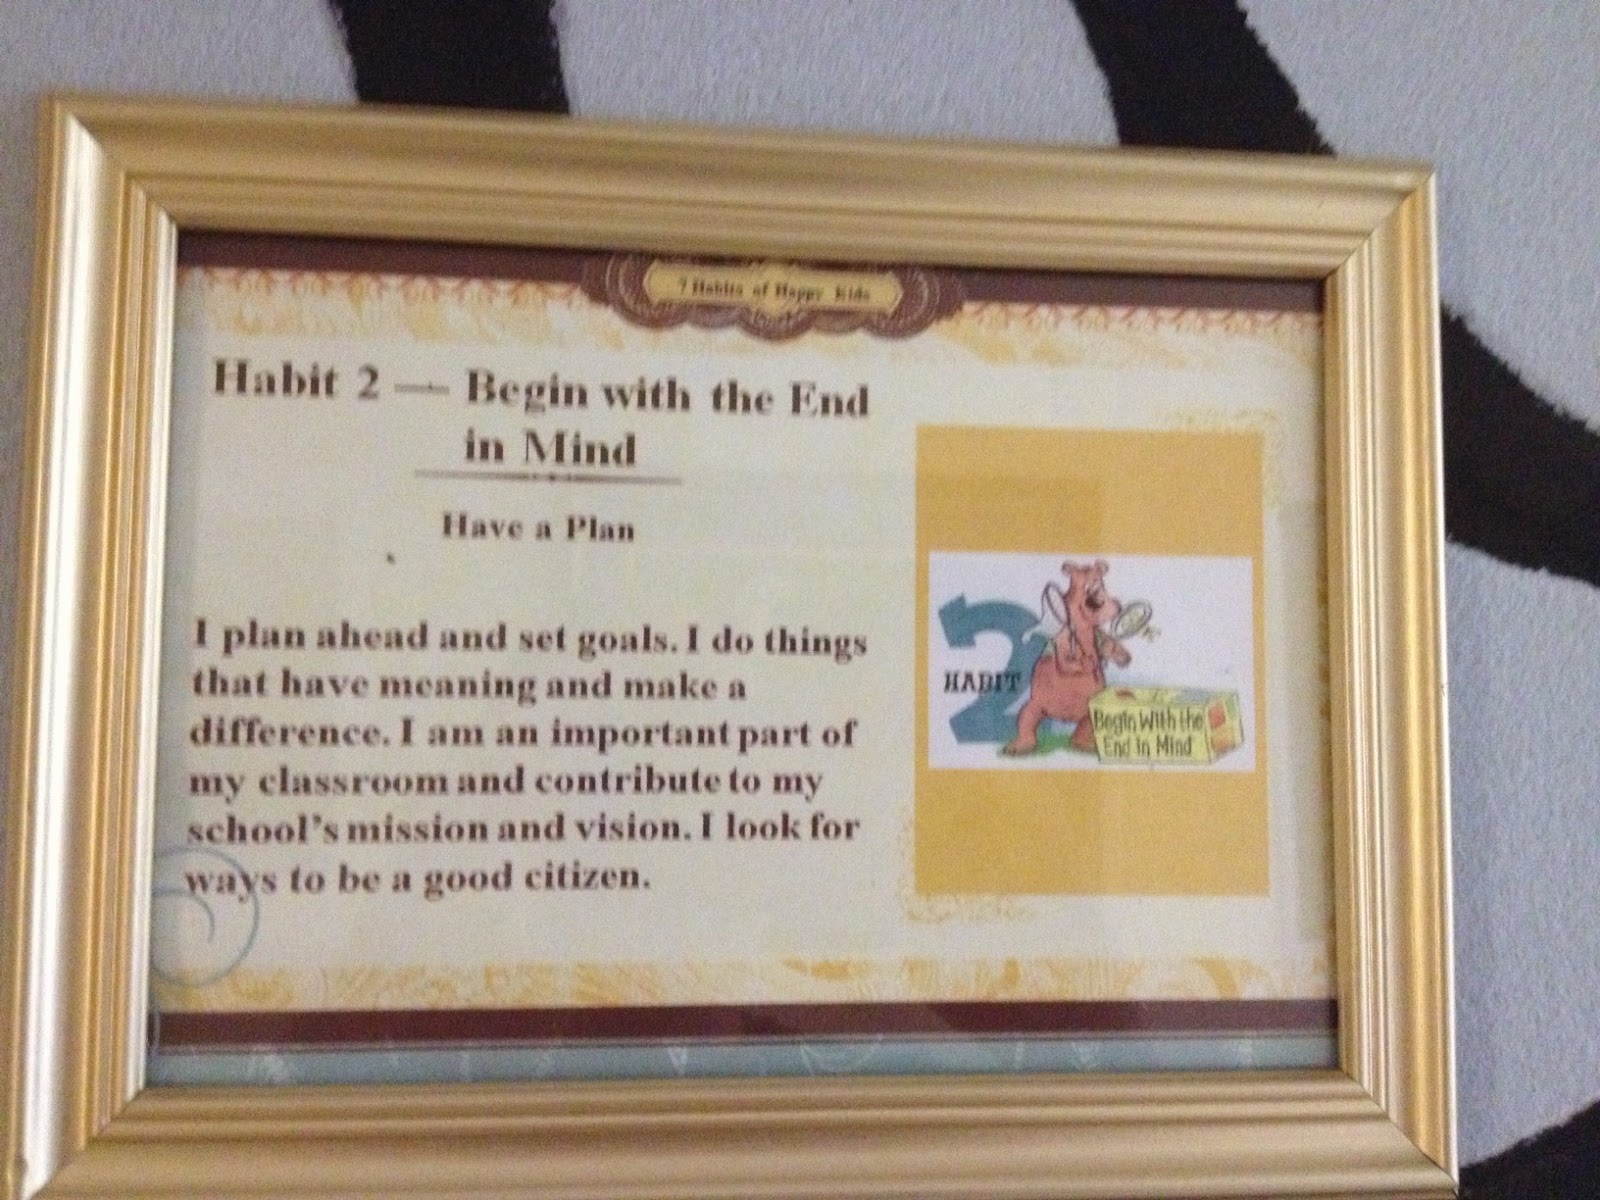 7 Habits of Happy Kids
Habit 2 — Begin with the End
in Mind
Have a Plan
I plan ahead and set goals. I do things
that have meaning and make a
difference. I am an important part of
my classroom and contribute to my
school's mission and vision. I look for
ways to be a good citizen.
2
HABIT
Begin With the
End In Mind